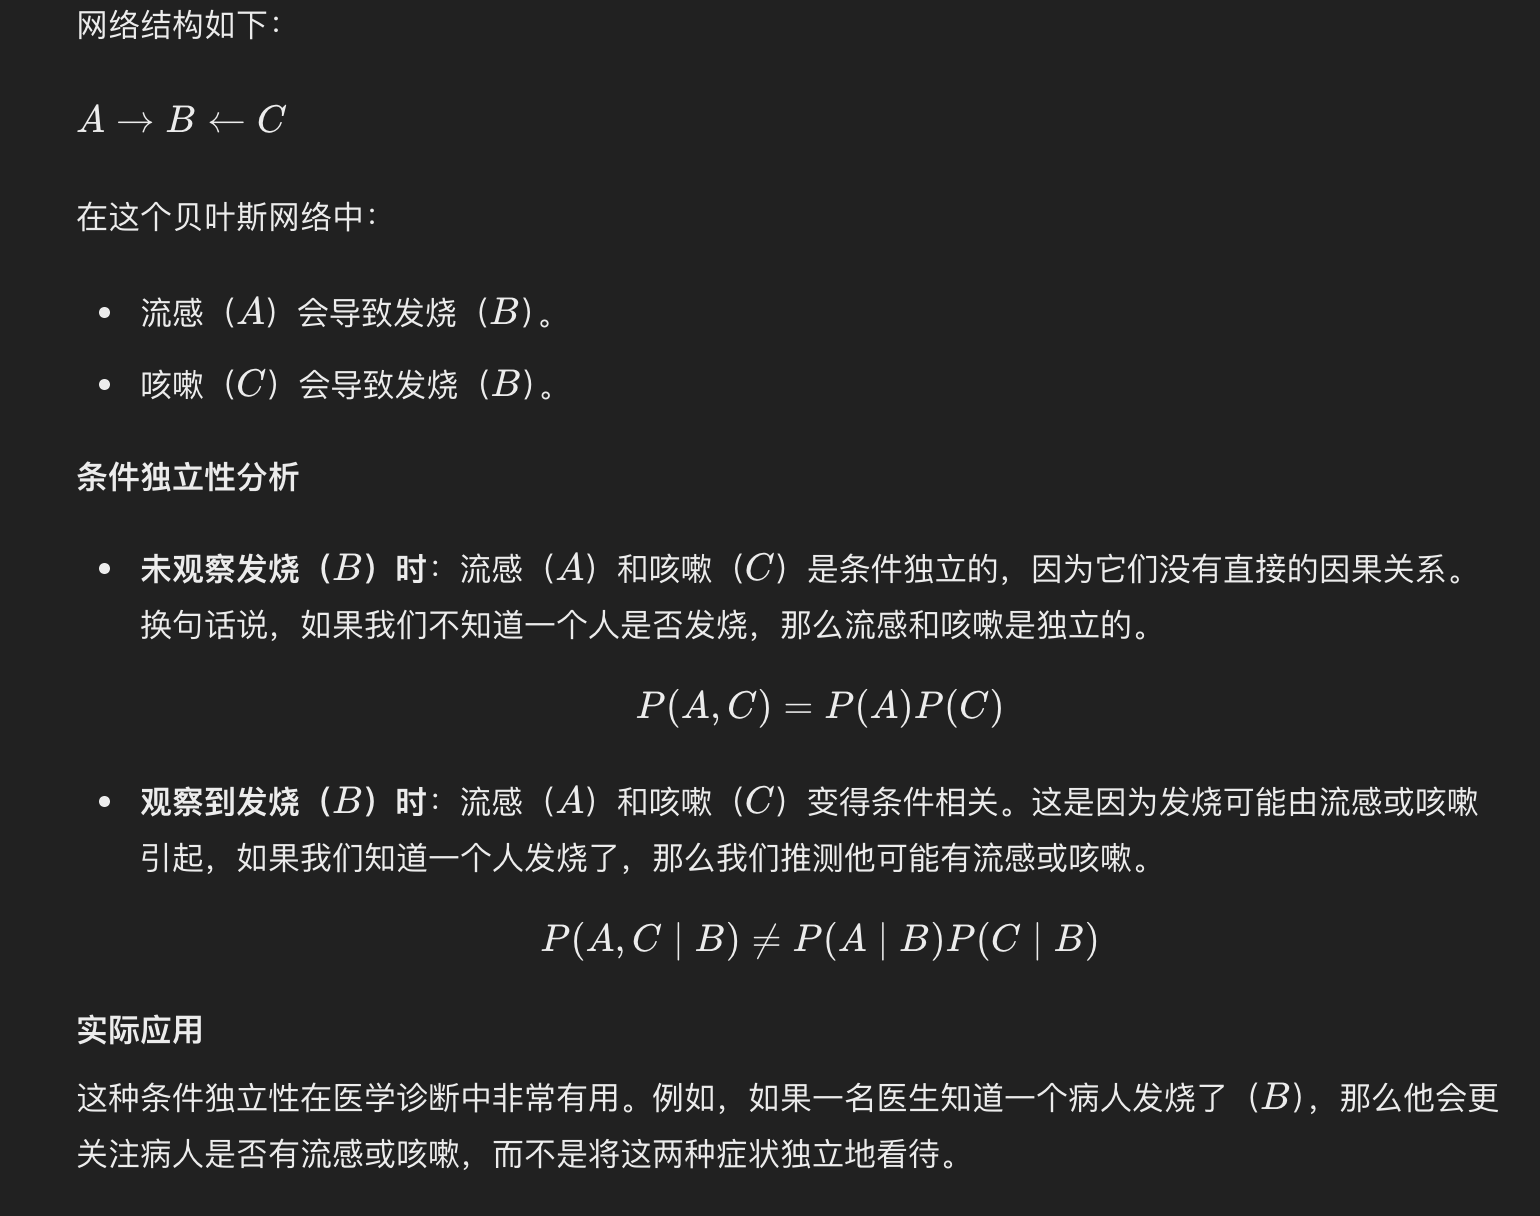 网络结构如下：
A → B ← C
在这个贝叶斯网络中：
• 流感（A）会导致发烧（B）。
• 咳嗽（C）会导致发烧（B）。
条件独立性分析
• 未观察发烧（B）时：流感（A）和咳嗽（C）是条件独立的，因为它们没有直接的因果关系。
换句话说，如果我们不知道一个人是否发烧，那么流感和咳嗽是独立的。
P(A, C) = P(A)P(C)
• 观察到发烧（B）时：流感（A）和咳嗽（C）变得条件相关。这是因为发烧可能由流感或咳嗽
引起，如果我们知道一个人发烧了，那么我们推测他可能有流感或咳嗽。
P(A, C | B) ≠ P(A | B)P(C | B)
实际应用
这种条件独立性在医学诊断中非常有用。例如，如果一名医生知道一个病人发烧了（B），那么他会更
关注病人是否有流感或咳嗽，而不是将这两种症状独立地看待。